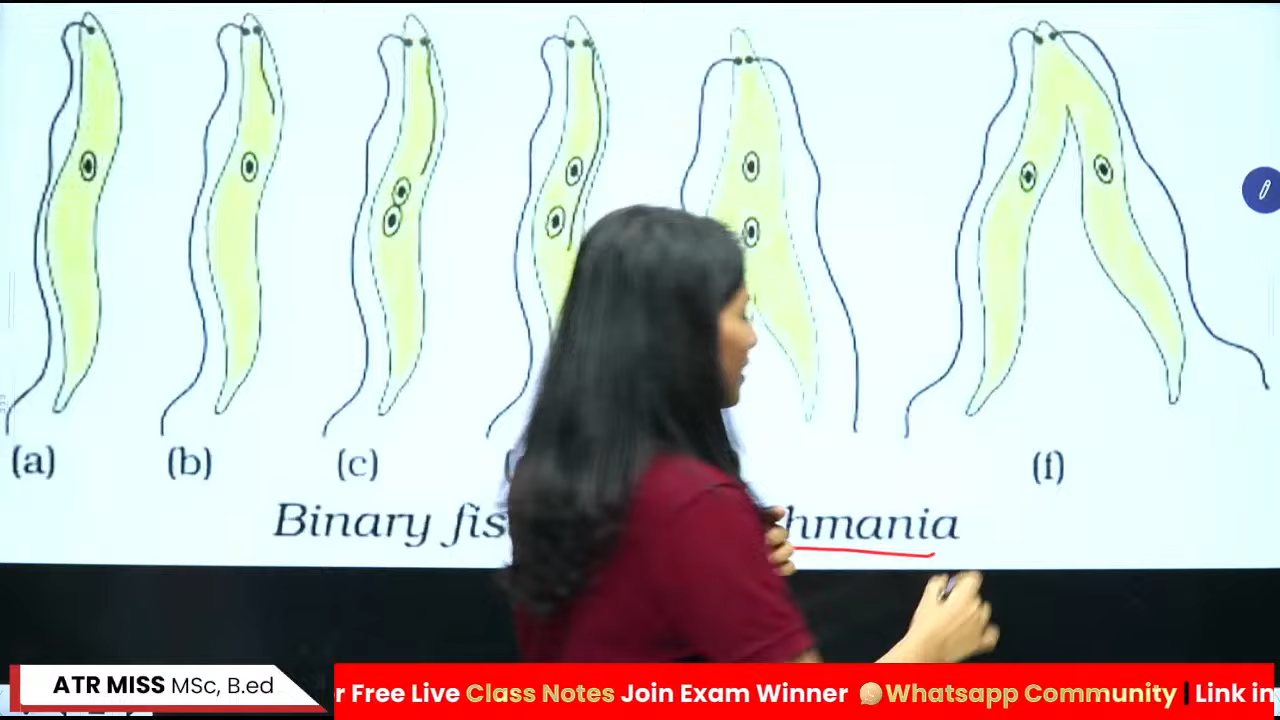 (a) (b) (c) (f)
Binary fis hmania
ATR MISS MSc, B.ed
r Free Live Class Notes Join Exam Winner Whatsapp Community | Link in